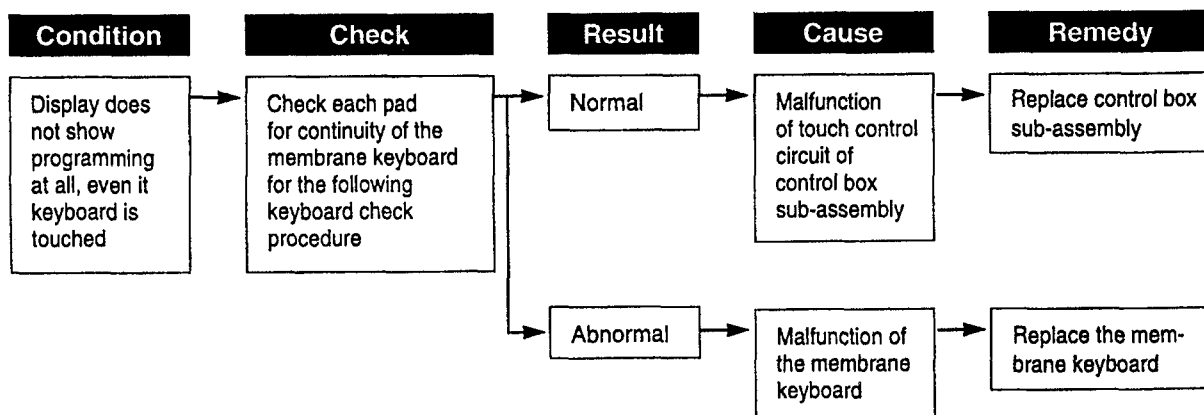 Condition
Check
Result
Cause
Remedy
Display does
not show
programming
at all, even it
keyboard is
touched
Check each pad
for continuity of the
membrane keyboard
for the following
keyboard check
procedure
Normal
Malfunction
of touch control
circuit of
control box
sub-assembly
Replace control box
sub-assembly
Abnormal
Malfunction of
the membrane
keyboard
Replace the mem-
brane keyboard